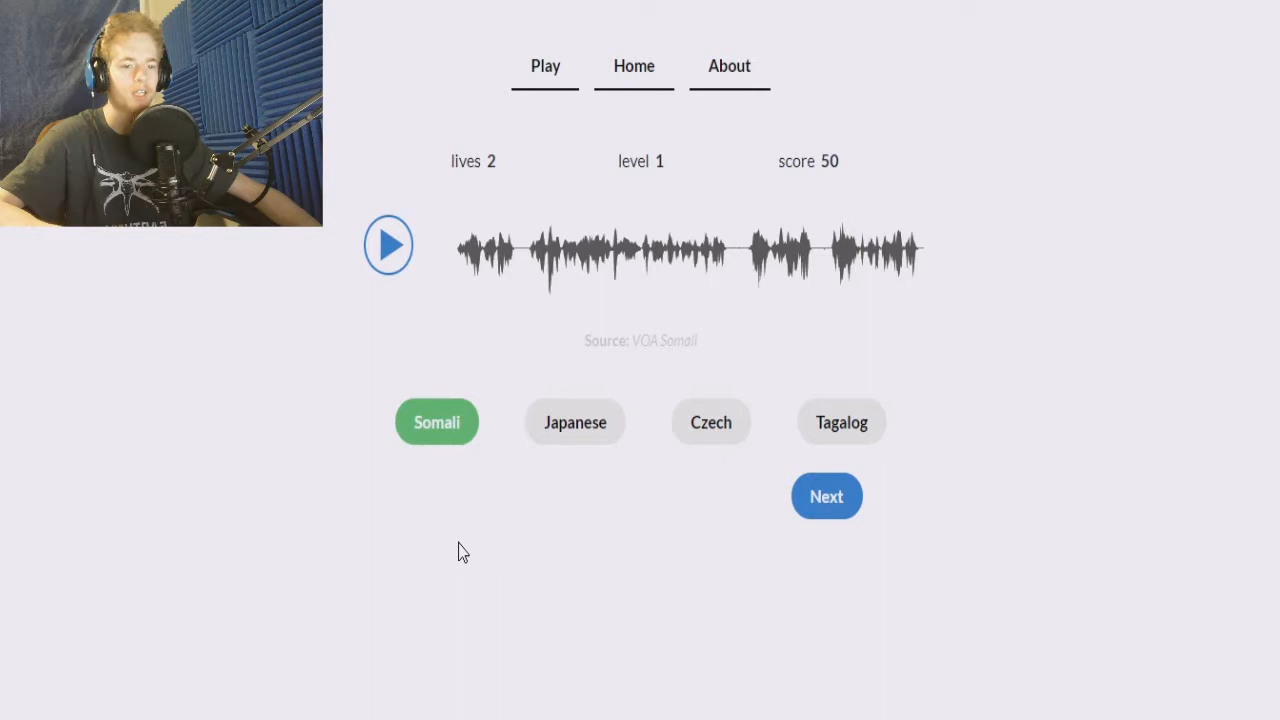 Play Home About
lives 2 level 1 score 50
Source: VOA Somali
Somali Japanese Czech Tagalog
Next